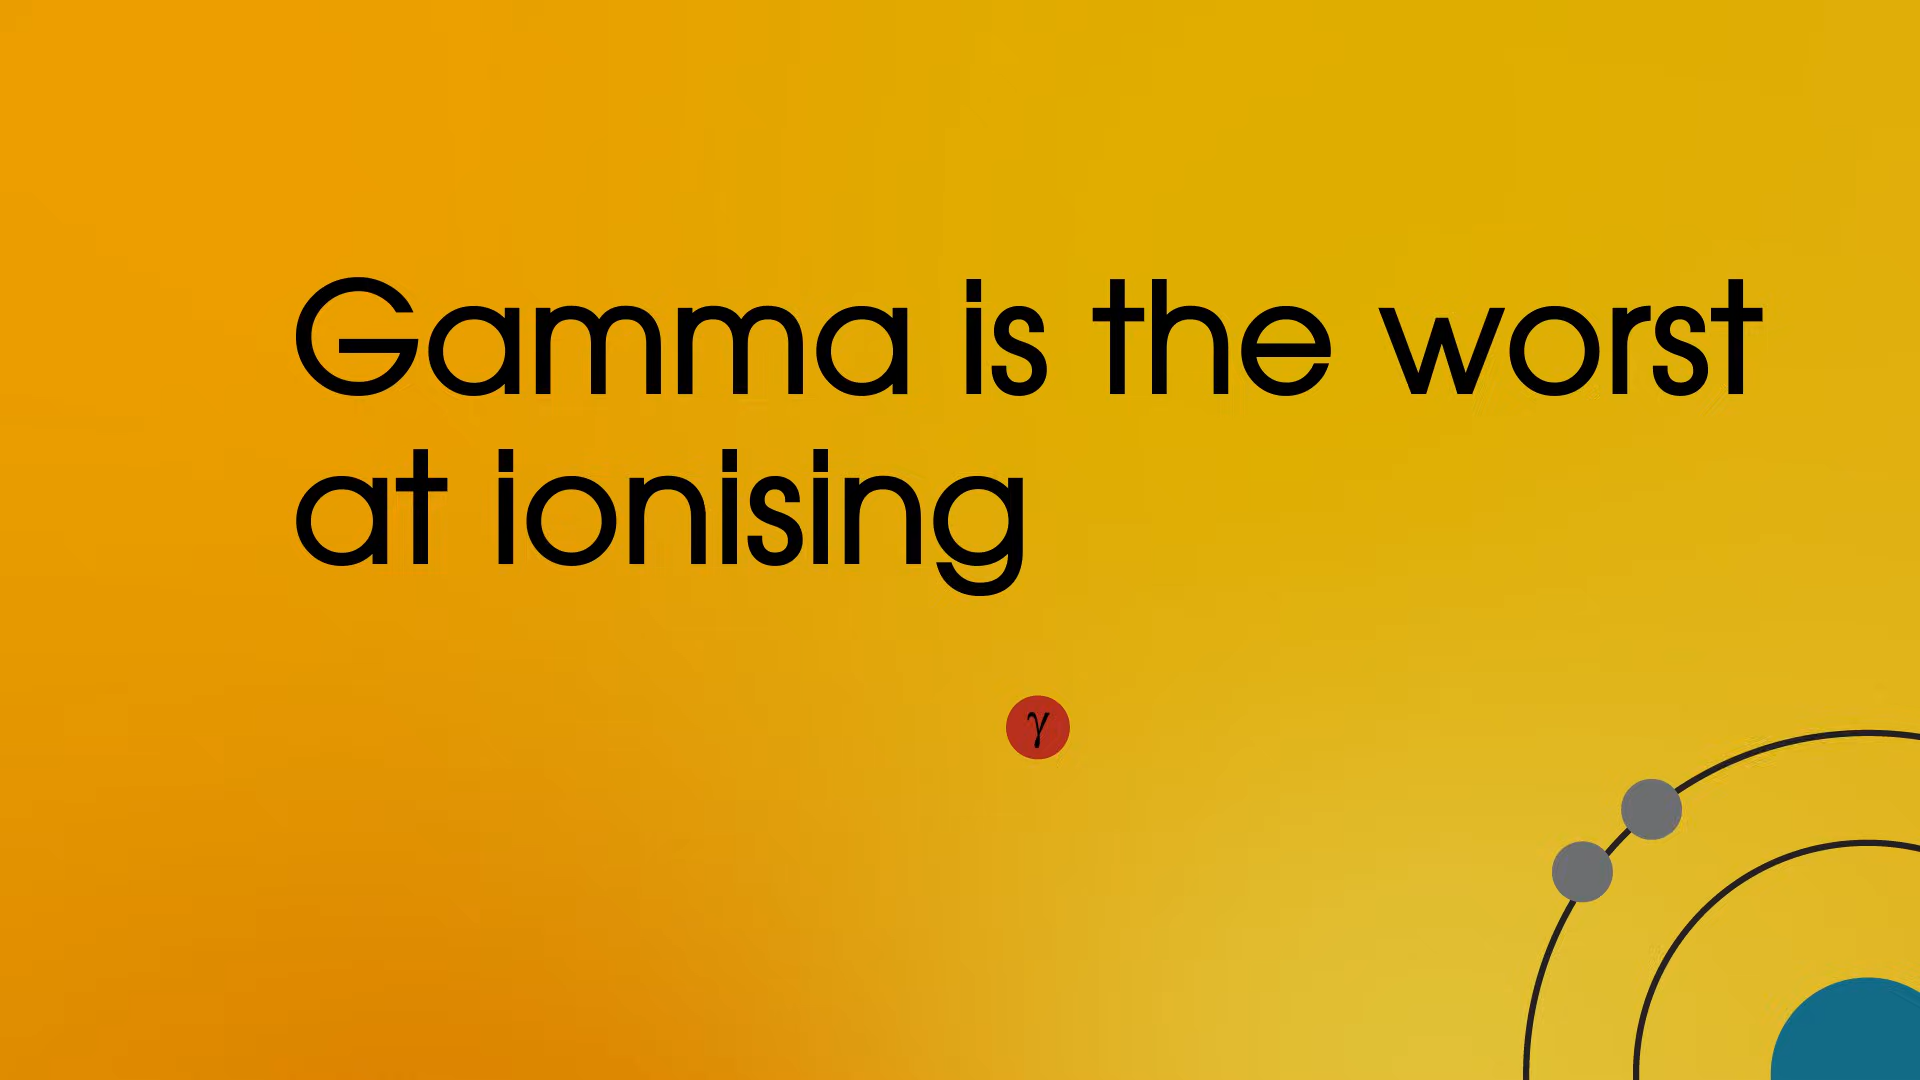 Gamma is the worst
at ionising
γ